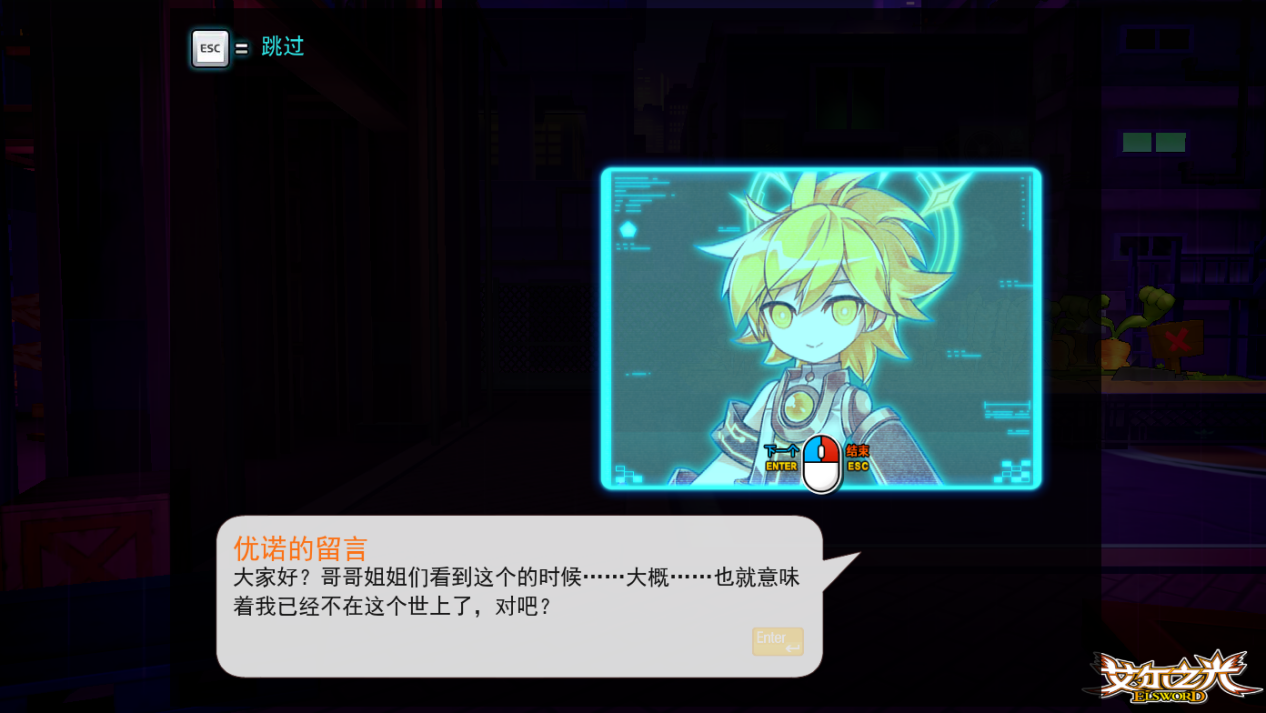 ESC = 跳过
下一个 结束
ENTER ESC
优诺的留言
大家好？哥哥姐姐们看到这个的时候……大概……也就意味
着我已经不在这个世上了，对吧？
Enter
艾尔之光
ELSWORD